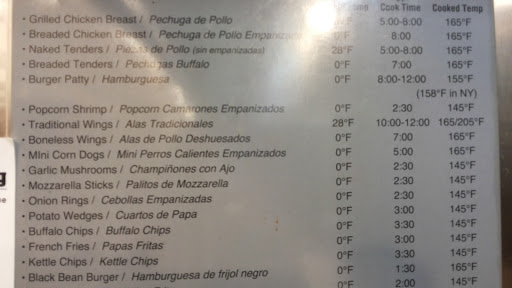 Cook Time Cooked Temp
• Grilled Chicken Breast / Pechuga de Pollo 0°F 5:00-8:00 165°F
• Breaded Chicken Breast / Pechuga de Pollo Empanizado 0°F 8:00 165°F
• Naked Tenders / Piezas de Pollo (sin empanizadas) 28°F 5:00-8:00 165°F
• Breaded Tenders / Pechugas Buffalo 0°F 7:00 165°F
• Burger Patty / Hamburguesa 0°F 8:00-12:00 155°F
(158°F in NY)
• Popcorn Shrimp / Popcorn Camarones Empanizados 0°F 2:30 145°F
• Traditional Wings / Alas Tradicionales 28°F 10:00-12:00 165/205°F
• Boneless Wings / Alas de Pollo Deshuesados 0°F 7:00 165°F
• MIni Corn Dogs / Mini Perros Calientes Empanizados 0°F 5:00 165°F
• Garlic Mushrooms / Champiñones con Ajo 0°F 2:30 145°F
• Mozzarella Sticks / Palitos de Mozzarella 0°F 2:30 145°F
• Onion Rings / Cebollas Empanizadas 0°F 2:30 145°F
• Potato Wedges / Cuartos de Papa 0°F 3:00 145°F
• Buffalo Chips / Buffalo Chips 0°F 3:00 145°F
• French Fries / Papas Fritas 0°F 3:00 145°F
• Kettle Chips / Kettle Chips 0°F 1:30 165°F
• Black Bean Burger / Hamburguesa de frijol negro 0°F 2:00 145°F